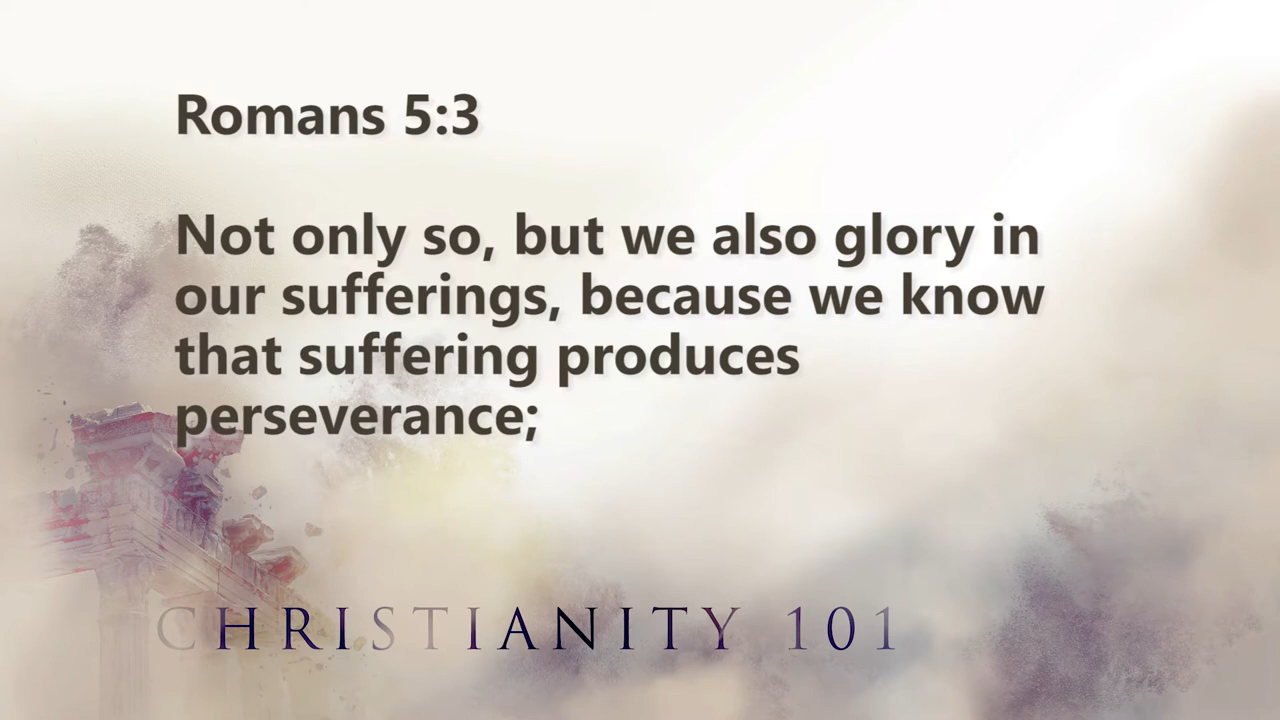 Romans 5:3
Not only so, but we also glory in
our sufferings, because we know
that suffering produces
perseverance;
CHRISTIANITY 101